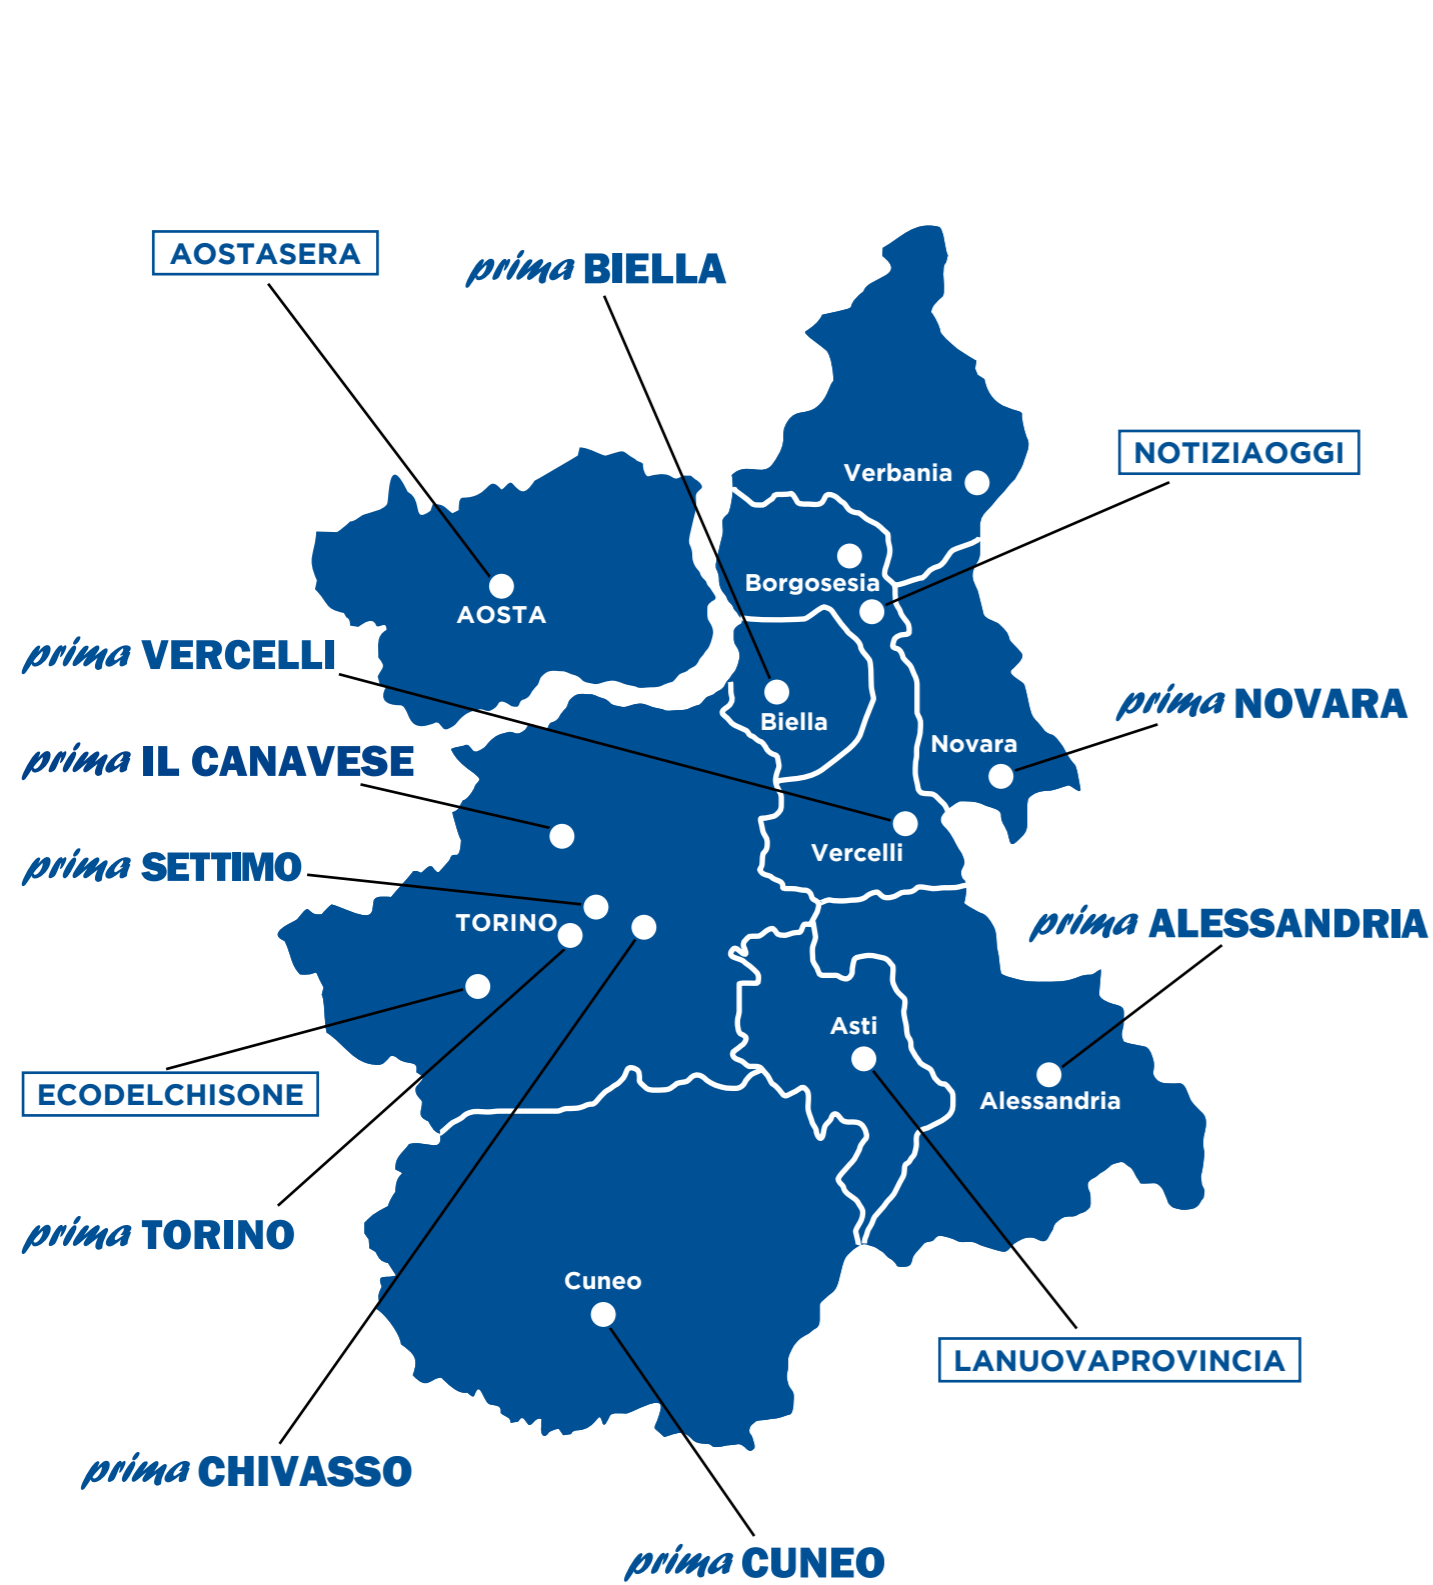 AOSTASERA
prima BIELLA
NOTIZIAOGGI
Verbania
Borgosesia
AOSTA
prima VERCELLI
prima NOVARA
Biella
Novara
prima IL CANAVESE
Vercelli
prima SETTIMO
TORINO
prima ALESSANDRIA
Asti
ECODELCHISONE
Alessandria
prima TORINO
Cuneo
LANUOVAPROVINCIA
prima CHIVASSO
prima CUNEO